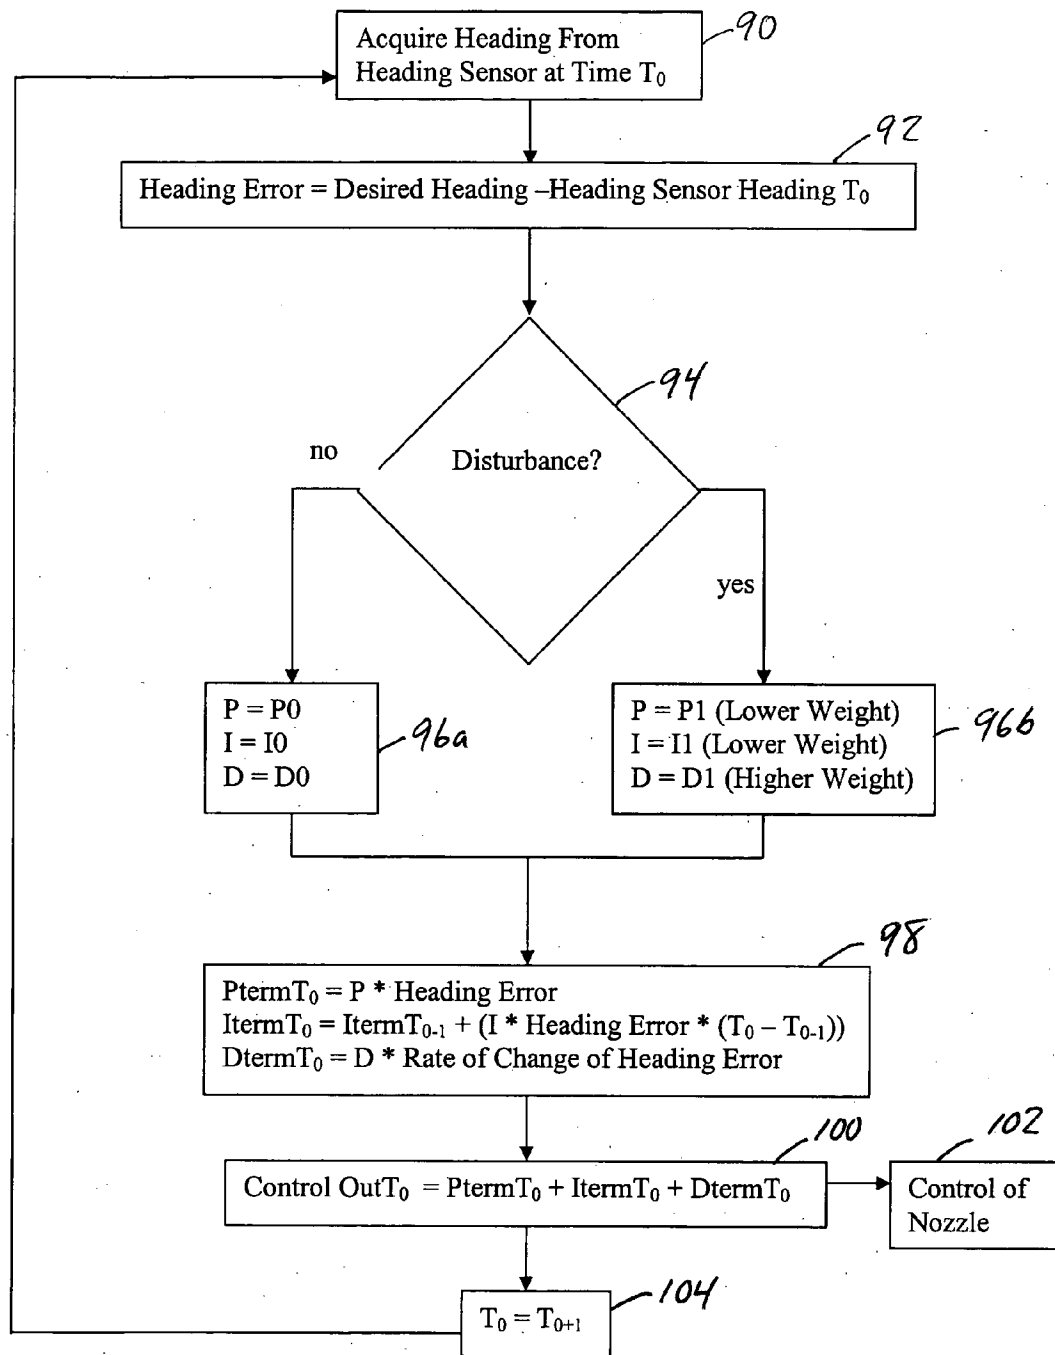 90
Acquire Heading From
Heading Sensor at Time T₀
92
Heading Error = Desired Heading –Heading Sensor Heading T₀
94
Disturbance?
no
yes
P = P0
I = I0
D = D0
96a
P = P1 (Lower Weight)
I = I1 (Lower Weight)
D = D1 (Higher Weight)
96b
98
PtermT₀ = P * Heading Error
ItermT₀ = ItermT₀₋₁ + (I * Heading Error * (T₀ – T₀₋₁))
DtermT₀ = D * Rate of Change of Heading Error
100
Control OutT₀ = PtermT₀ + ItermT₀ + DtermT₀
102
Control of
Nozzle
104
T₀ = T₀₊₁